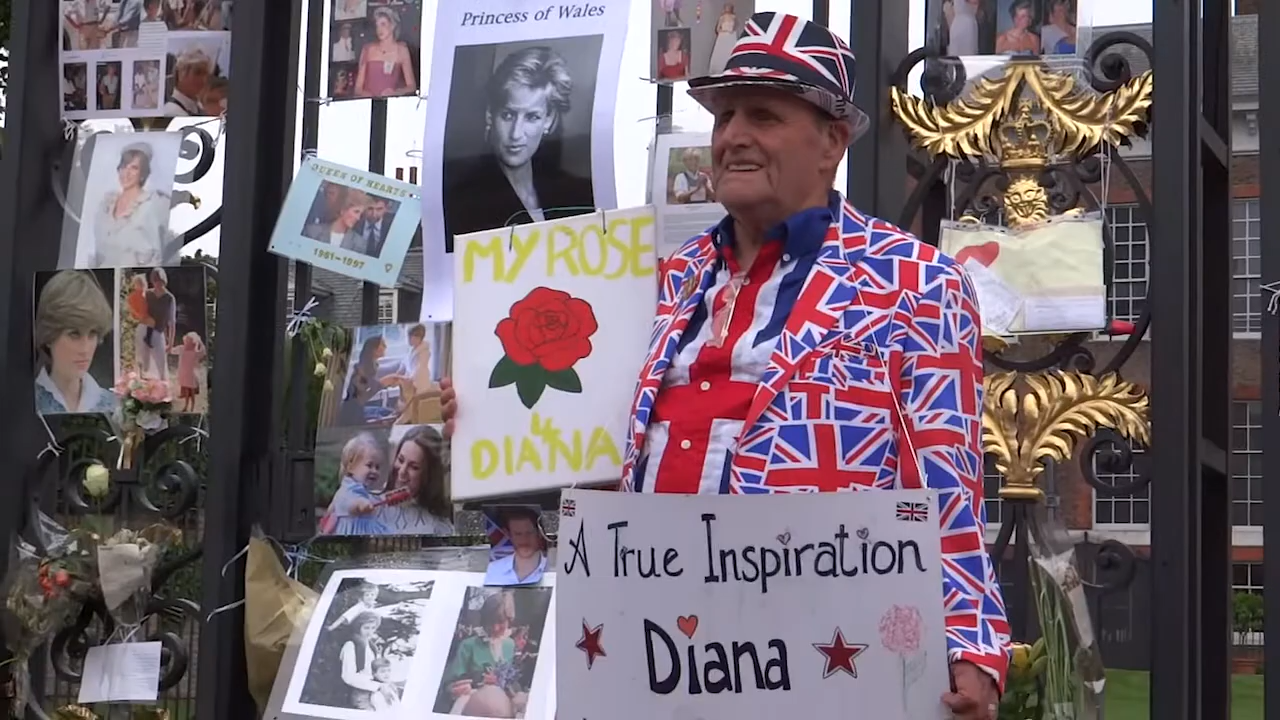 Princess of Wales
QUEEN OF HEARTS
1961-1997
MY ROSE
4
DIANA
A True Inspiration
Diana